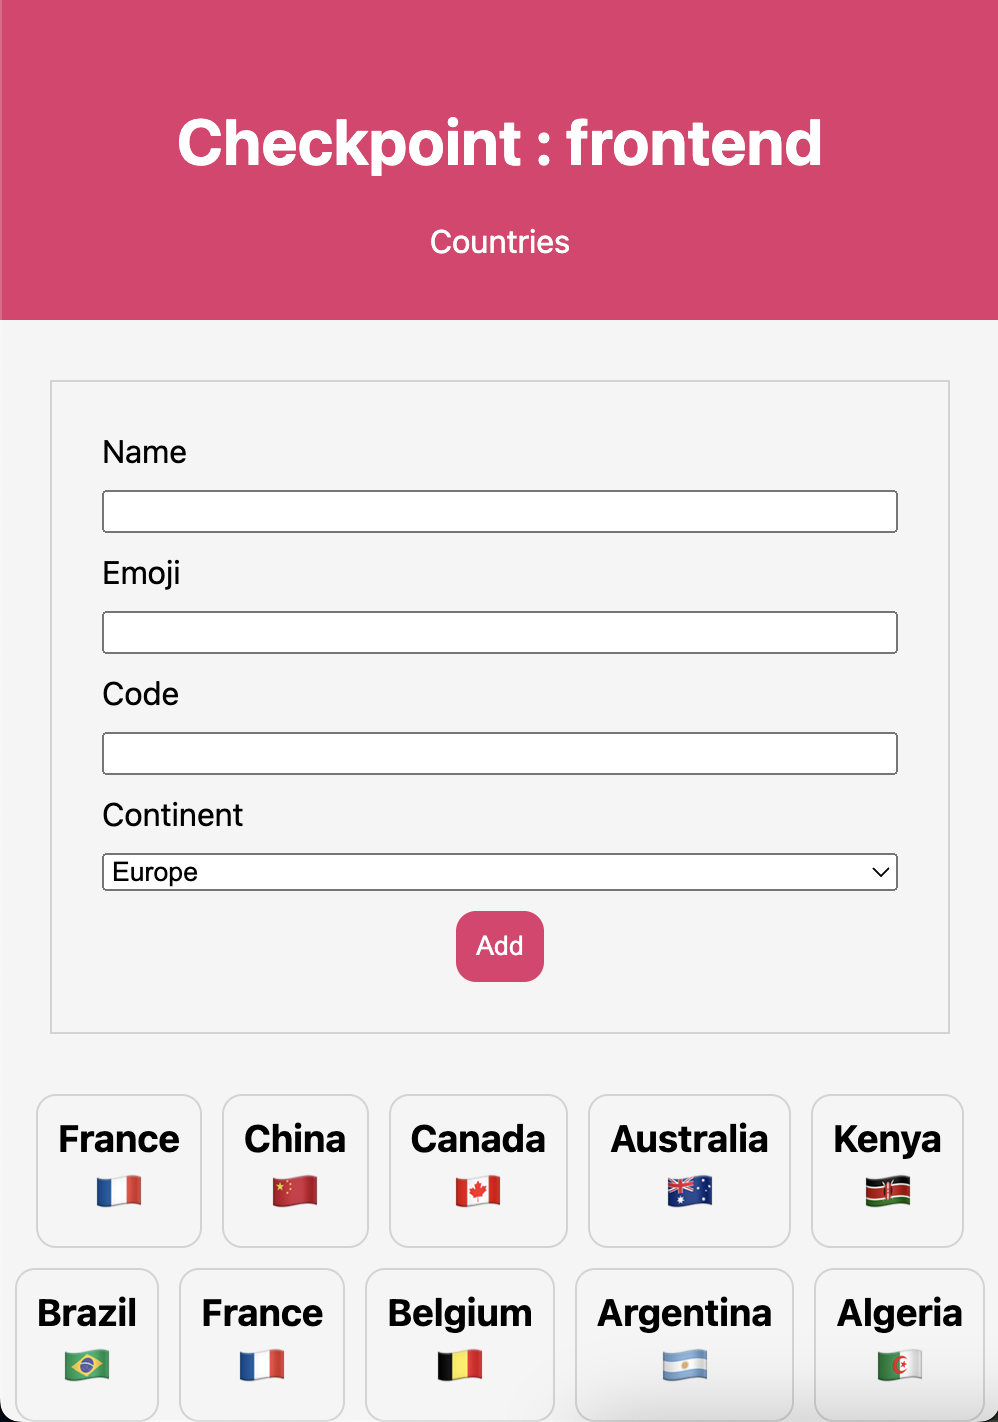 Checkpoint : frontend
Countries
Name
Emoji
Code
Continent
Europe
Add
France China Canada Australia Kenya
Brazil France Belgium Argentina Algeria